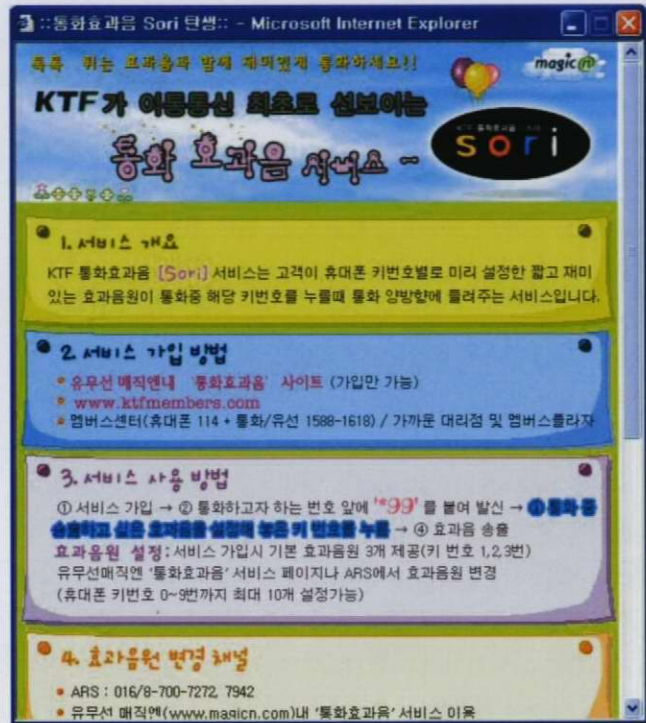 ::통화효과음 Sori 탄생:: - Microsoft Internet Explorer
톡톡 튀는 효과음과 함께 재미있게 통화하세요!!
magicⓝ
KTF가 이동통신 최초로 선보이는
KTF 통화효과음 소리
sori
통화 효과음 서비스 ~
1. 서비스 개요
KTF 통화효과음 [Sori] 서비스는 고객이 휴대폰 키번호별로 미리 설정한 짧고 재미
있는 효과음원이 통화중 해당 키번호를 누를때 통화 양방향에 들려주는 서비스입니다.
2. 서비스 가입 방법
유무선 매직엔내 '통화효과음' 사이트 (가입만 가능)
www.ktfmembers.com
멤버스센터(휴대폰 114 + 통화/유선 1588-1618) / 가까운 대리점 및 멤버스플라자
3. 서비스 사용 방법
① 서비스 가입 → ② 통화하고자 하는 번호 앞에 '*99' 를 붙여 발신 → ③ 통화 중
송출하고 싶은 효과음을 설정해 놓은 키 번호를 누름 → ④ 효과음 송출
효과음원 설정: 서비스 가입시 기본 효과음원 3개 제공(키 번호 1,2,3번)
유무선매직엔 '통화효과음' 서비스 페이지나 ARS에서 효과음원 변경
(휴대폰 키번호 0~9번까지 최대 10개 설정가능)
4. 효과음원 변경 채널
ARS : 016/8-700-7272, 7942
유무선 매직엔(www.magicn.com)내 '통화효과음' 서비스 이용